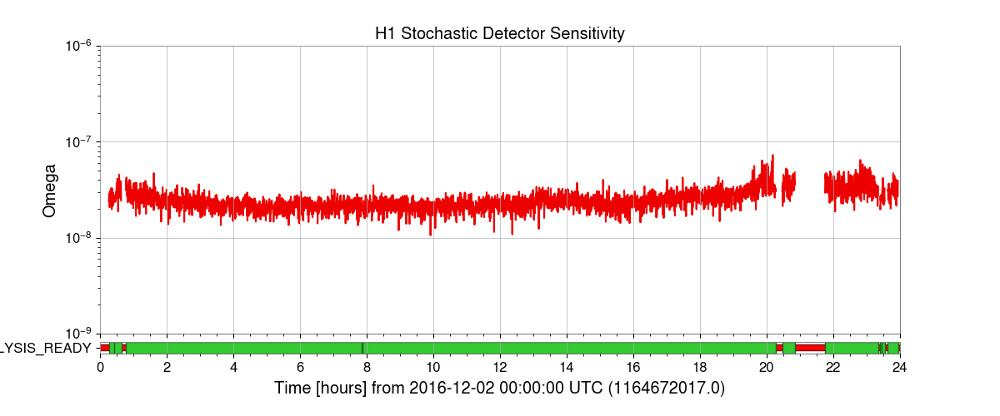 H1 Stochastic Detector Sensitivity
10⁻⁶
10⁻⁷
10⁻⁸
10⁻⁹
Omega
LYSIS_READY
0 2 4 6 8 10 12 14 16 18 20 22 24
Time [hours] from 2016-12-02 00:00:00 UTC (1164672017.0)